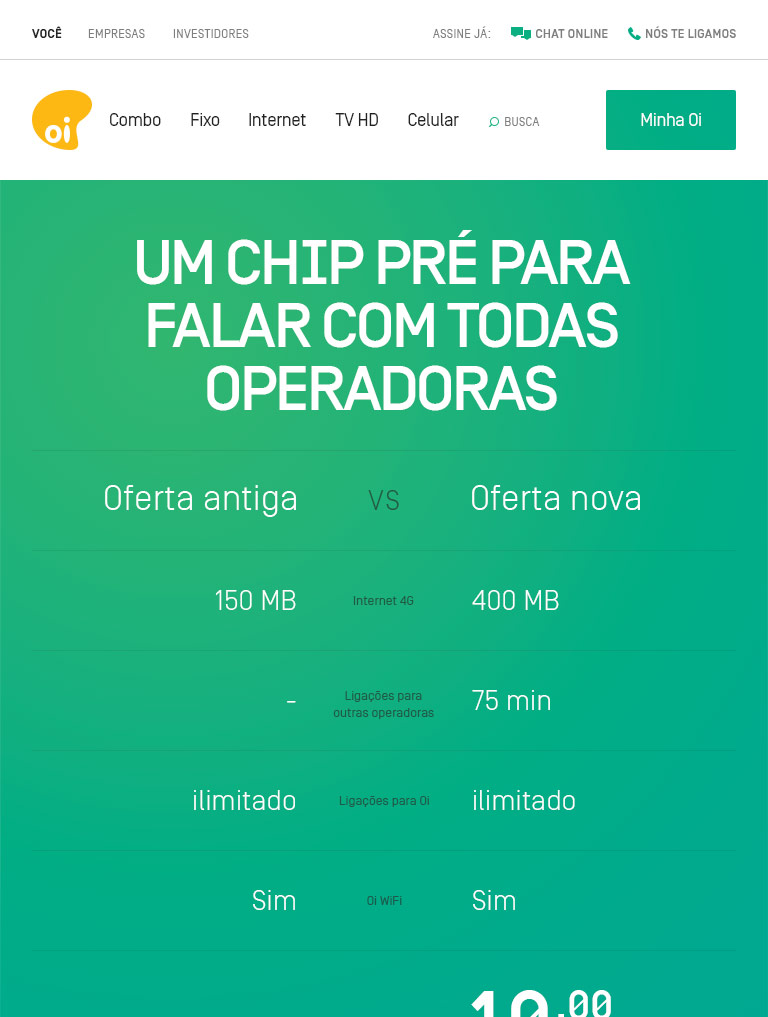 VOCÊ EMPRESAS INVESTIDORES ASSINE JÁ: CHAT ONLINE NÓS TE LIGAMOS
oi Combo Fixo Internet TV HD Celular BUSCA Minha Oi
UM CHIP PRÉ PARA
FALAR COM TODAS
OPERADORAS
Oferta antiga VS Oferta nova
150 MB Internet 4G 400 MB
- Ligações para
outras operadoras 75 min
ilimitado Ligações para Oi ilimitado
Sim Oi WiFi Sim